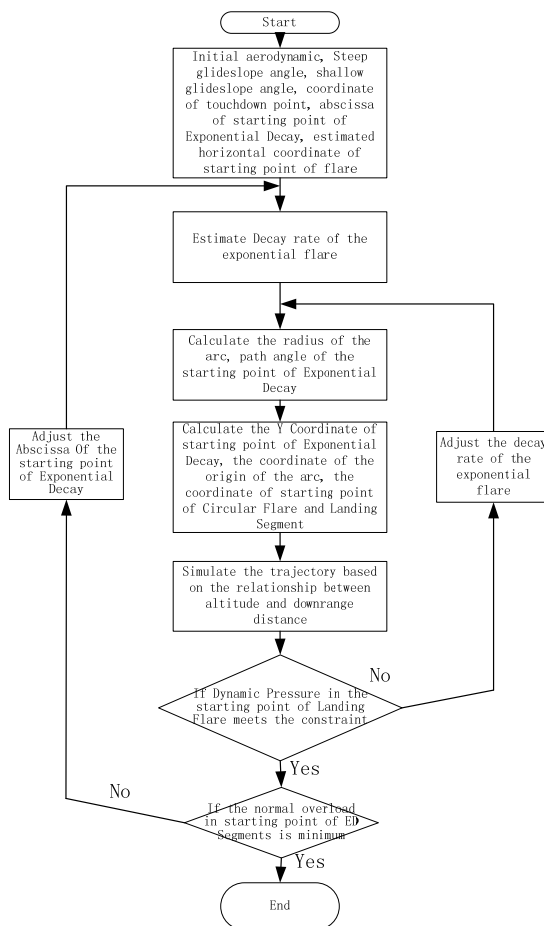 Start
Initial aerodynamic, Steep
glideslope angle, shallow
glideslope angle, coordinate
of touchdown point, abscissa
of starting point of
Exponential Decay, estimated
horizontal coordinate of
starting point of flare
Estimate Decay rate of the
exponential flare
Calculate the radius of the
arc, path angle of the
starting point of Exponential
Decay
Calculate the Y Coordinate of
starting point of Exponential
Decay, the coordinate of the
origin of the arc, the
coordinate of starting point
of Circular Flare and Landing
Segment
Adjust the
Abscissa Of the
starting point
of Exponential
Decay
Adjust the decay
rate of the
exponential
flare
Simulate the trajectory based
on the relationship between
altitude and downrange
distance
If Dynamic Pressure in the
starting point of Landing
Flare meets the constraint
No
Yes
If the normal overload
in starting point of ED
Segments is minimum
No
Yes
End